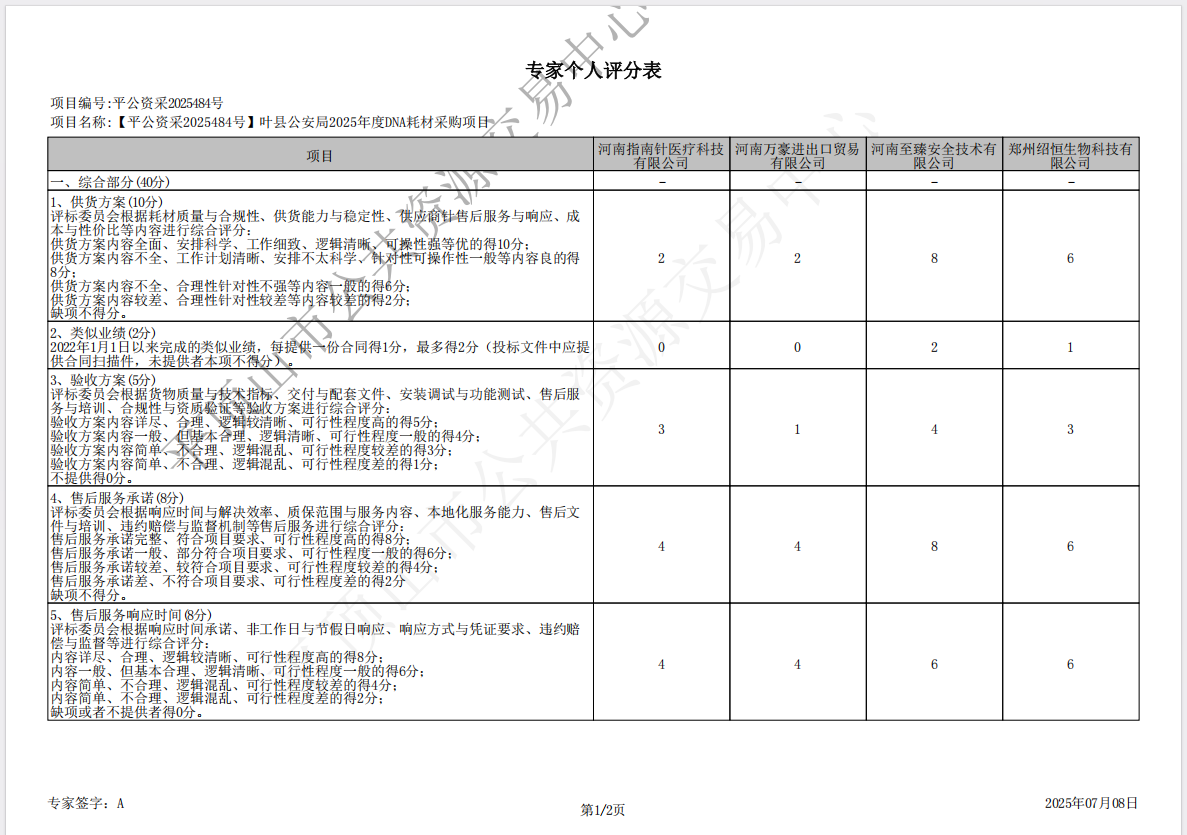 专家个人评分表
项目编号:平公资采2025484号
项目名称:【平公资采2025484号】叶县公安局2025年度DNA耗材采购项目
项目
河南指南针医疗科技
有限公司
河南万豪进出口贸易
有限公司
河南至臻安全技术有
限公司
郑州绍恒生物科技有
限公司
一、综合部分(40分)
- - - -
1、供货方案(10分)
评标委员会根据耗材质量与合规性、供货能力与稳定性、供应商针售后服务与响应、成
本与性价比等内容进行综合评分:
供货方案内容全面、安排科学、工作细致、逻辑清晰、可操性强等优的得10分;
供货方案内容不全、工作计划清晰、安排不太科学、针对性可操作性一般等内容良的得
8分;
供货方案内容不全、合理性针对性不强等内容一般的得6分;
供货方案内容较差、合理性针对性较差等内容较差的得2分;
缺项不得分。
2 2 8 6
2、类似业绩(2分)
2022年1月1日以来完成的类似业绩，每提供一份合同得1分，最多得2分（投标文件中应提
供合同扫描件，未提供者本项不得分）。
0 0 2 1
3、验收方案(5分)
评标委员会根据货物质量与技术指标、交付与配套文件、安装调试与功能测试、售后服
务与培训、合规性与资质验证等验收方案进行综合评分:
验收方案内容详尽、合理、逻辑较清晰、可行性程度高的得5分;
验收方案内容一般、但基本合理、逻辑清晰、可行性程度一般的得4分;
验收方案内容简单、不合理、逻辑混乱、可行性程度较差的得3分;
验收方案内容简单、不合理、逻辑混乱、可行性程度差的得1分;
不提供得0分。
3 1 4 3
4、售后服务承诺(8分)
评标委员会根据响应时间与解决效率、质保范围与服务内容、本地化服务能力、售后文
件与培训、违约赔偿与监督机制等售后服务进行综合评分:
售后服务承诺完整、符合项目要求、可行性程度高的得8分;
售后服务承诺一般、部分符合项目要求、可行性程度一般的得6分;
售后服务承诺较差、较符合项目要求、可行性程度较差的得4分;
售后服务承诺差、不符合项目要求、可行性程度差的得2分
缺项不得分。
4 4 8 6
5、售后服务响应时间(8分)
评标委员会根据响应时间承诺、非工作日与节假日响应、响应方式与凭证要求、违约赔
偿与监督等进行综合评分:
内容详尽、合理、逻辑较清晰、可行性程度高的得8分;
内容一般、但基本合理、逻辑清晰、可行性程度一般的得6分;
内容简单、不合理、逻辑混乱、可行性程度较差的得4分;
内容简单、不合理、逻辑混乱、可行性程度差的得2分;
缺项或者不提供者得0分。
4 4 6 6
专家签字: A
第1/2页
2025年07月08日
平顶山市公共资源交易中心
平顶山市公共资源交易中心